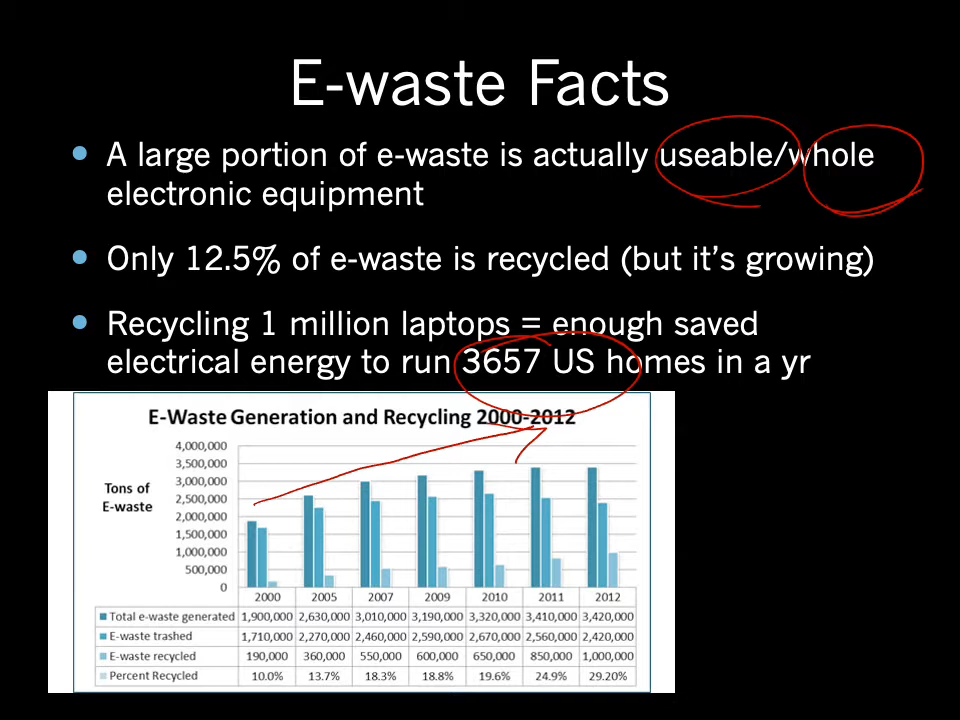 E-waste Facts
A large portion of e-waste is actually useable/whole
electronic equipment
Only 12.5% of e-waste is recycled (but it's growing)
Recycling 1 million laptops = enough saved
electrical energy to run 3657 US homes in a yr
E-Waste Generation and Recycling 2000-2012
Tons of
E-waste
4,000,000
3,500,000
3,000,000
2,500,000
2,000,000
1,500,000
1,000,000
500,000
0
2000 2005 2007 2009 2010 2011 2012
Total e-waste generated 1,900,000 2,630,000 3,010,000 3,190,000 3,320,000 3,410,000 3,420,000
E-waste trashed 1,710,000 2,270,000 2,460,000 2,590,000 2,670,000 2,560,000 2,420,000
E-waste recycled 190,000 360,000 550,000 600,000 650,000 850,000 1,000,000
Percent Recycled 10.0% 13.7% 18.3% 18.8% 19.6% 24.9% 29.20%